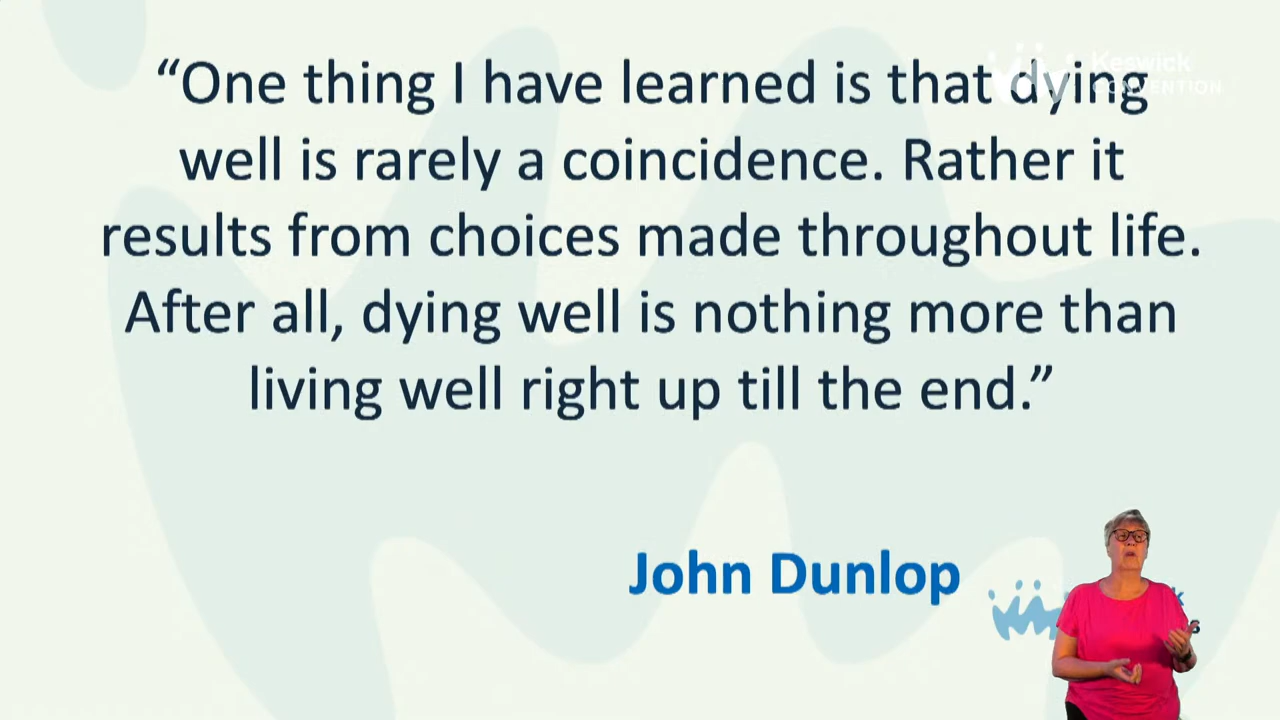 “One thing I have learned is that dying
well is rarely a coincidence. Rather it
results from choices made throughout life.
After all, dying well is nothing more than
living well right up till the end.”
John Dunlop
Keswick
CONVENTION